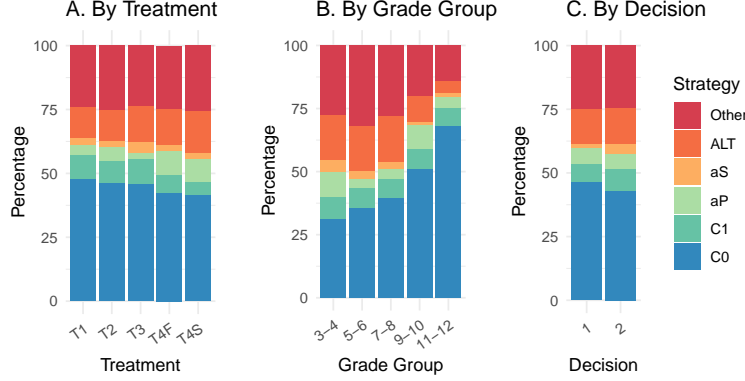 A. By Treatment
100
75
50
25
0
Percentage
T1
T2
T3
T4F
T4S
Treatment
B. By Grade Group
100
75
50
25
0
Percentage
3−4
5−6
7−8
9−10
11−12
Grade Group
C. By Decision
100
75
50
25
0
Percentage
1
2
Decision
Strategy
Other
ALT
aS
aP
C1
C0